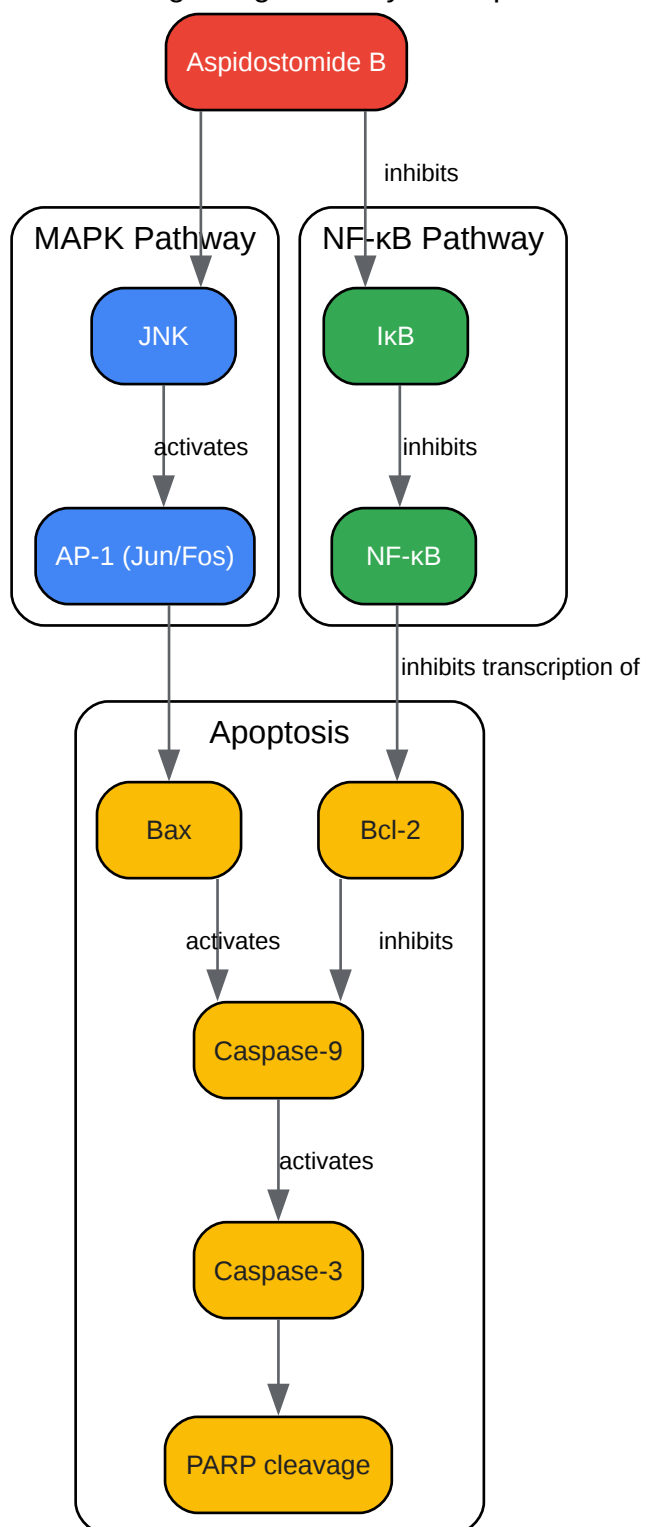 Aspidostomide B
inhibits
MAPK Pathway
NF-κB Pathway
JNK
IκB
activates
inhibits
AP-1 (Jun/Fos)
NF-κB
inhibits transcription of
Apoptosis
Bax
Bcl-2
activates
inhibits
Caspase-9
activates
Caspase-3
PARP cleavage